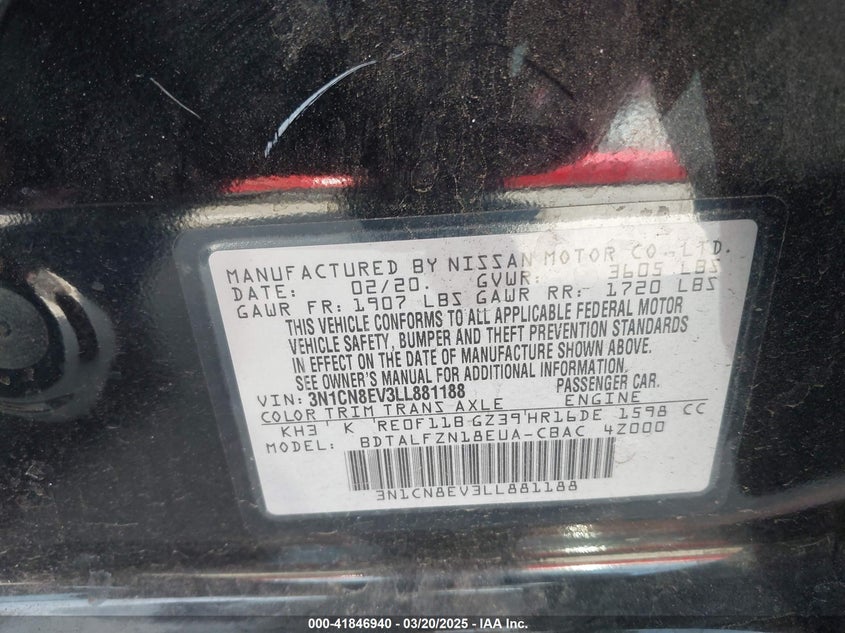 MANUFACTURED BY NISSAN MOTOR CO.,LTD.
DATE: 02/20. GVWR: 3605 LBS
GAWR FR: 1907 LBS GAWR RR: 1720 LBS
THIS VEHICLE CONFORMS TO ALL APPLICABLE FEDERAL MOTOR
VEHICLE SAFETY, BUMPER AND THEFT PREVENTION STANDARDS
IN EFFECT ON THE DATE OF MANUFACTURE SHOWN ABOVE.
SEE OWNER'S MANUAL FOR ADDITIONAL INFORMATION.
VIN: 3N1CN8EV3LL881188 PASSENGER CAR.
COLOR TRIM TRANS AXLE ENGINE
KH3 K RE0F11B GZ39 HR16DE 1598 CC
MODEL: BDTALFZN18EUA-CBAC 4Z000
3N1CN8EV3LL881188
000-41846940 - 03/20/2025 - IAA Inc.